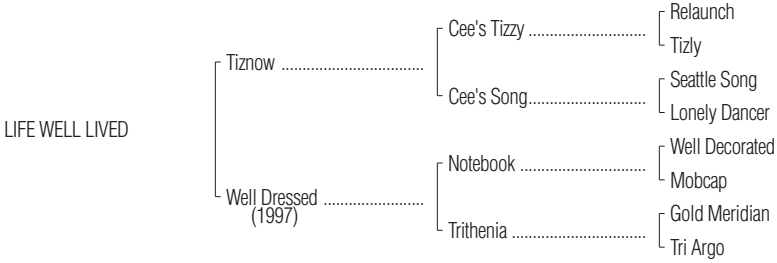 Relaunch
Cee's Tizzy
Tizly
Tiznow
Seattle Song
Cee's Song
Lonely Dancer
LIFE WELL LIVED
Well Decorated
Notebook
Mobcap
Well Dressed
(1997)
Gold Meridian
Trithenia
Tri Argo